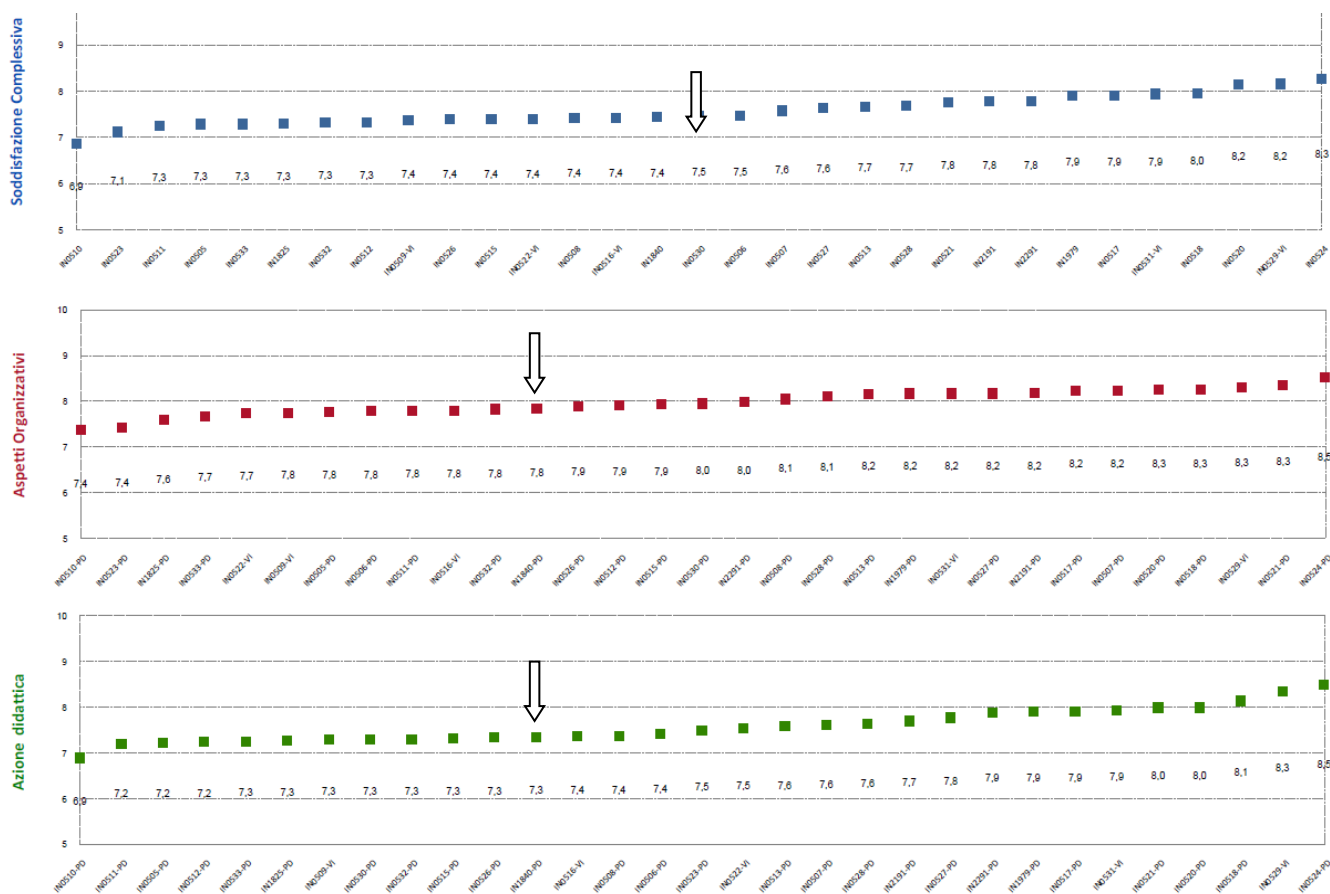 Soddisfazione Complessiva
9
8
7
6
5
6,9 7,1 7,3 7,3 7,3 7,3 7,3 7,3 7,4 7,4 7,4 7,4 7,4 7,4 7,4 7,5 7,5 7,6 7,6 7,7 7,7 7,8 7,8 7,8 7,9 7,9 7,9 8,0 8,2 8,2 8,3
IN0510 IN0523 IN0511 IN0505 IN0533 IN1825 IN0532 IN0512 IN0509-VI IN0526 IN0515 IN0522-VI IN0508 IN0516-VI IN1840 IN0530 IN0506 IN0507 IN0527 IN0513 IN0528 IN0521 IN2191 IN2291 IN1979 IN0517 IN0531-VI IN0518 IN0520 IN0529-VI IN0524
Aspetti Organizzativi
10
9
8
7
6
5
7,4 7,4 7,6 7,7 7,7 7,8 7,8 7,8 7,8 7,8 7,8 7,8 7,9 7,9 7,9 8,0 8,0 8,1 8,1 8,2 8,2 8,2 8,2 8,2 8,2 8,2 8,3 8,3 8,3 8,3 8,5
IN0510-PD IN0523-PD IN1825-PD IN0533-PD IN0522-VI IN0509-VI IN0505-PD IN0506-PD IN0511-PD IN0516-VI IN0532-PD IN1840-PD IN0526-PD IN0512-PD IN0515-PD IN0530-PD IN2291-PD IN0508-PD IN0528-PD IN0513-PD IN1979-PD IN0531-VI IN0527-PD IN2191-PD IN0517-PD IN0507-PD IN0520-PD IN0518-PD IN0529-VI IN0521-PD IN0524-PD
Azione didattica
10
9
8
7
6
5
6,9 7,2 7,2 7,2 7,3 7,3 7,3 7,3 7,3 7,3 7,3 7,3 7,4 7,4 7,4 7,5 7,5 7,6 7,6 7,6 7,7 7,8 7,9 7,9 7,9 7,9 8,0 8,0 8,1 8,3 8,5
IN0510-PD IN0511-PD IN0505-PD IN0512-PD IN0533-PD IN1825-PD IN0509-VI IN0530-PD IN0532-PD IN0515-PD IN0526-PD IN1840-PD IN0516-VI IN0508-PD IN0506-PD IN0523-PD IN0522-VI IN0513-PD IN0507-PD IN0528-PD IN2191-PD IN0527-PD IN2291-PD IN1979-PD IN0517-PD IN0531-VI IN0521-PD IN0520-PD IN0518-PD IN0529-VI IN0524-PD